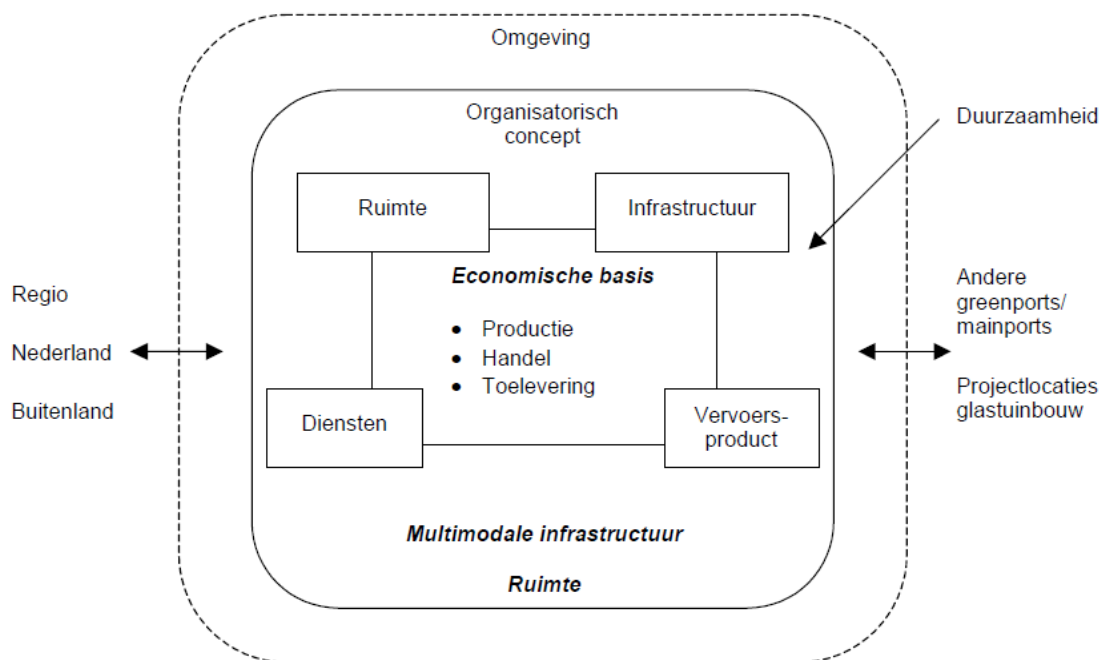 Omgeving
Organisatorisch
concept
Duurzaamheid
Ruimte
Infrastructuur
Economische basis
• Productie
• Handel
• Toelevering
Regio
Nederland
Buitenland
Andere
greenports/
mainports
Projectlocaties
glastuinbouw
Diensten
Vervoers-
product
Multimodale infrastructuur
Ruimte